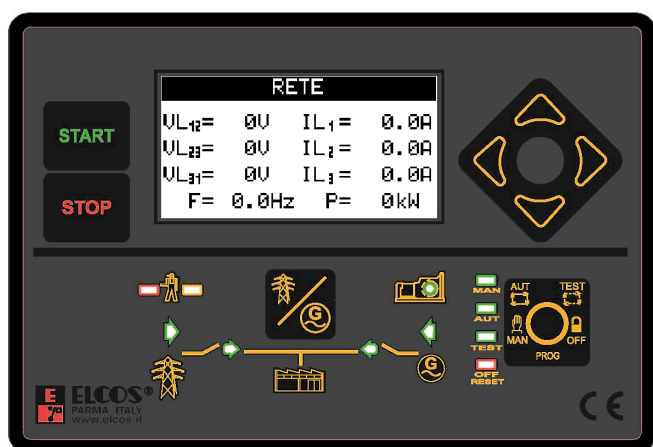 RETE
VL12= 0V IL1= 0.0A
VL23= 0V IL2= 0.0A
VL31= 0V IL3= 0.0A
F= 0.0Hz P= 0kW
START
STOP
G
MAN
AUT
TEST
OFF
RESET
AUT TEST
MAN OFF
PROG
G
E ELCOS®
PARMA ITALY
www.elcos.it
CE